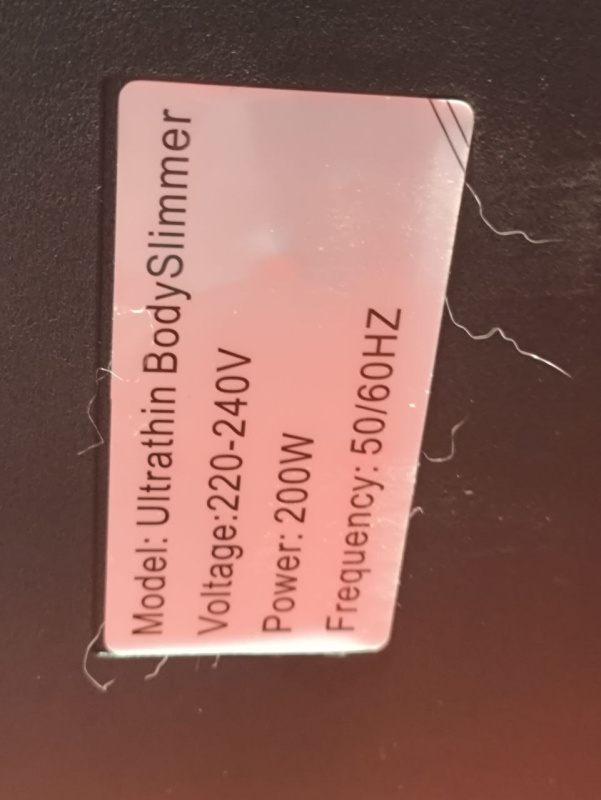 Model: Ultrathin BodySlimmer
Voltage:220-240V
Power: 200W
Frequency: 50/60HZ